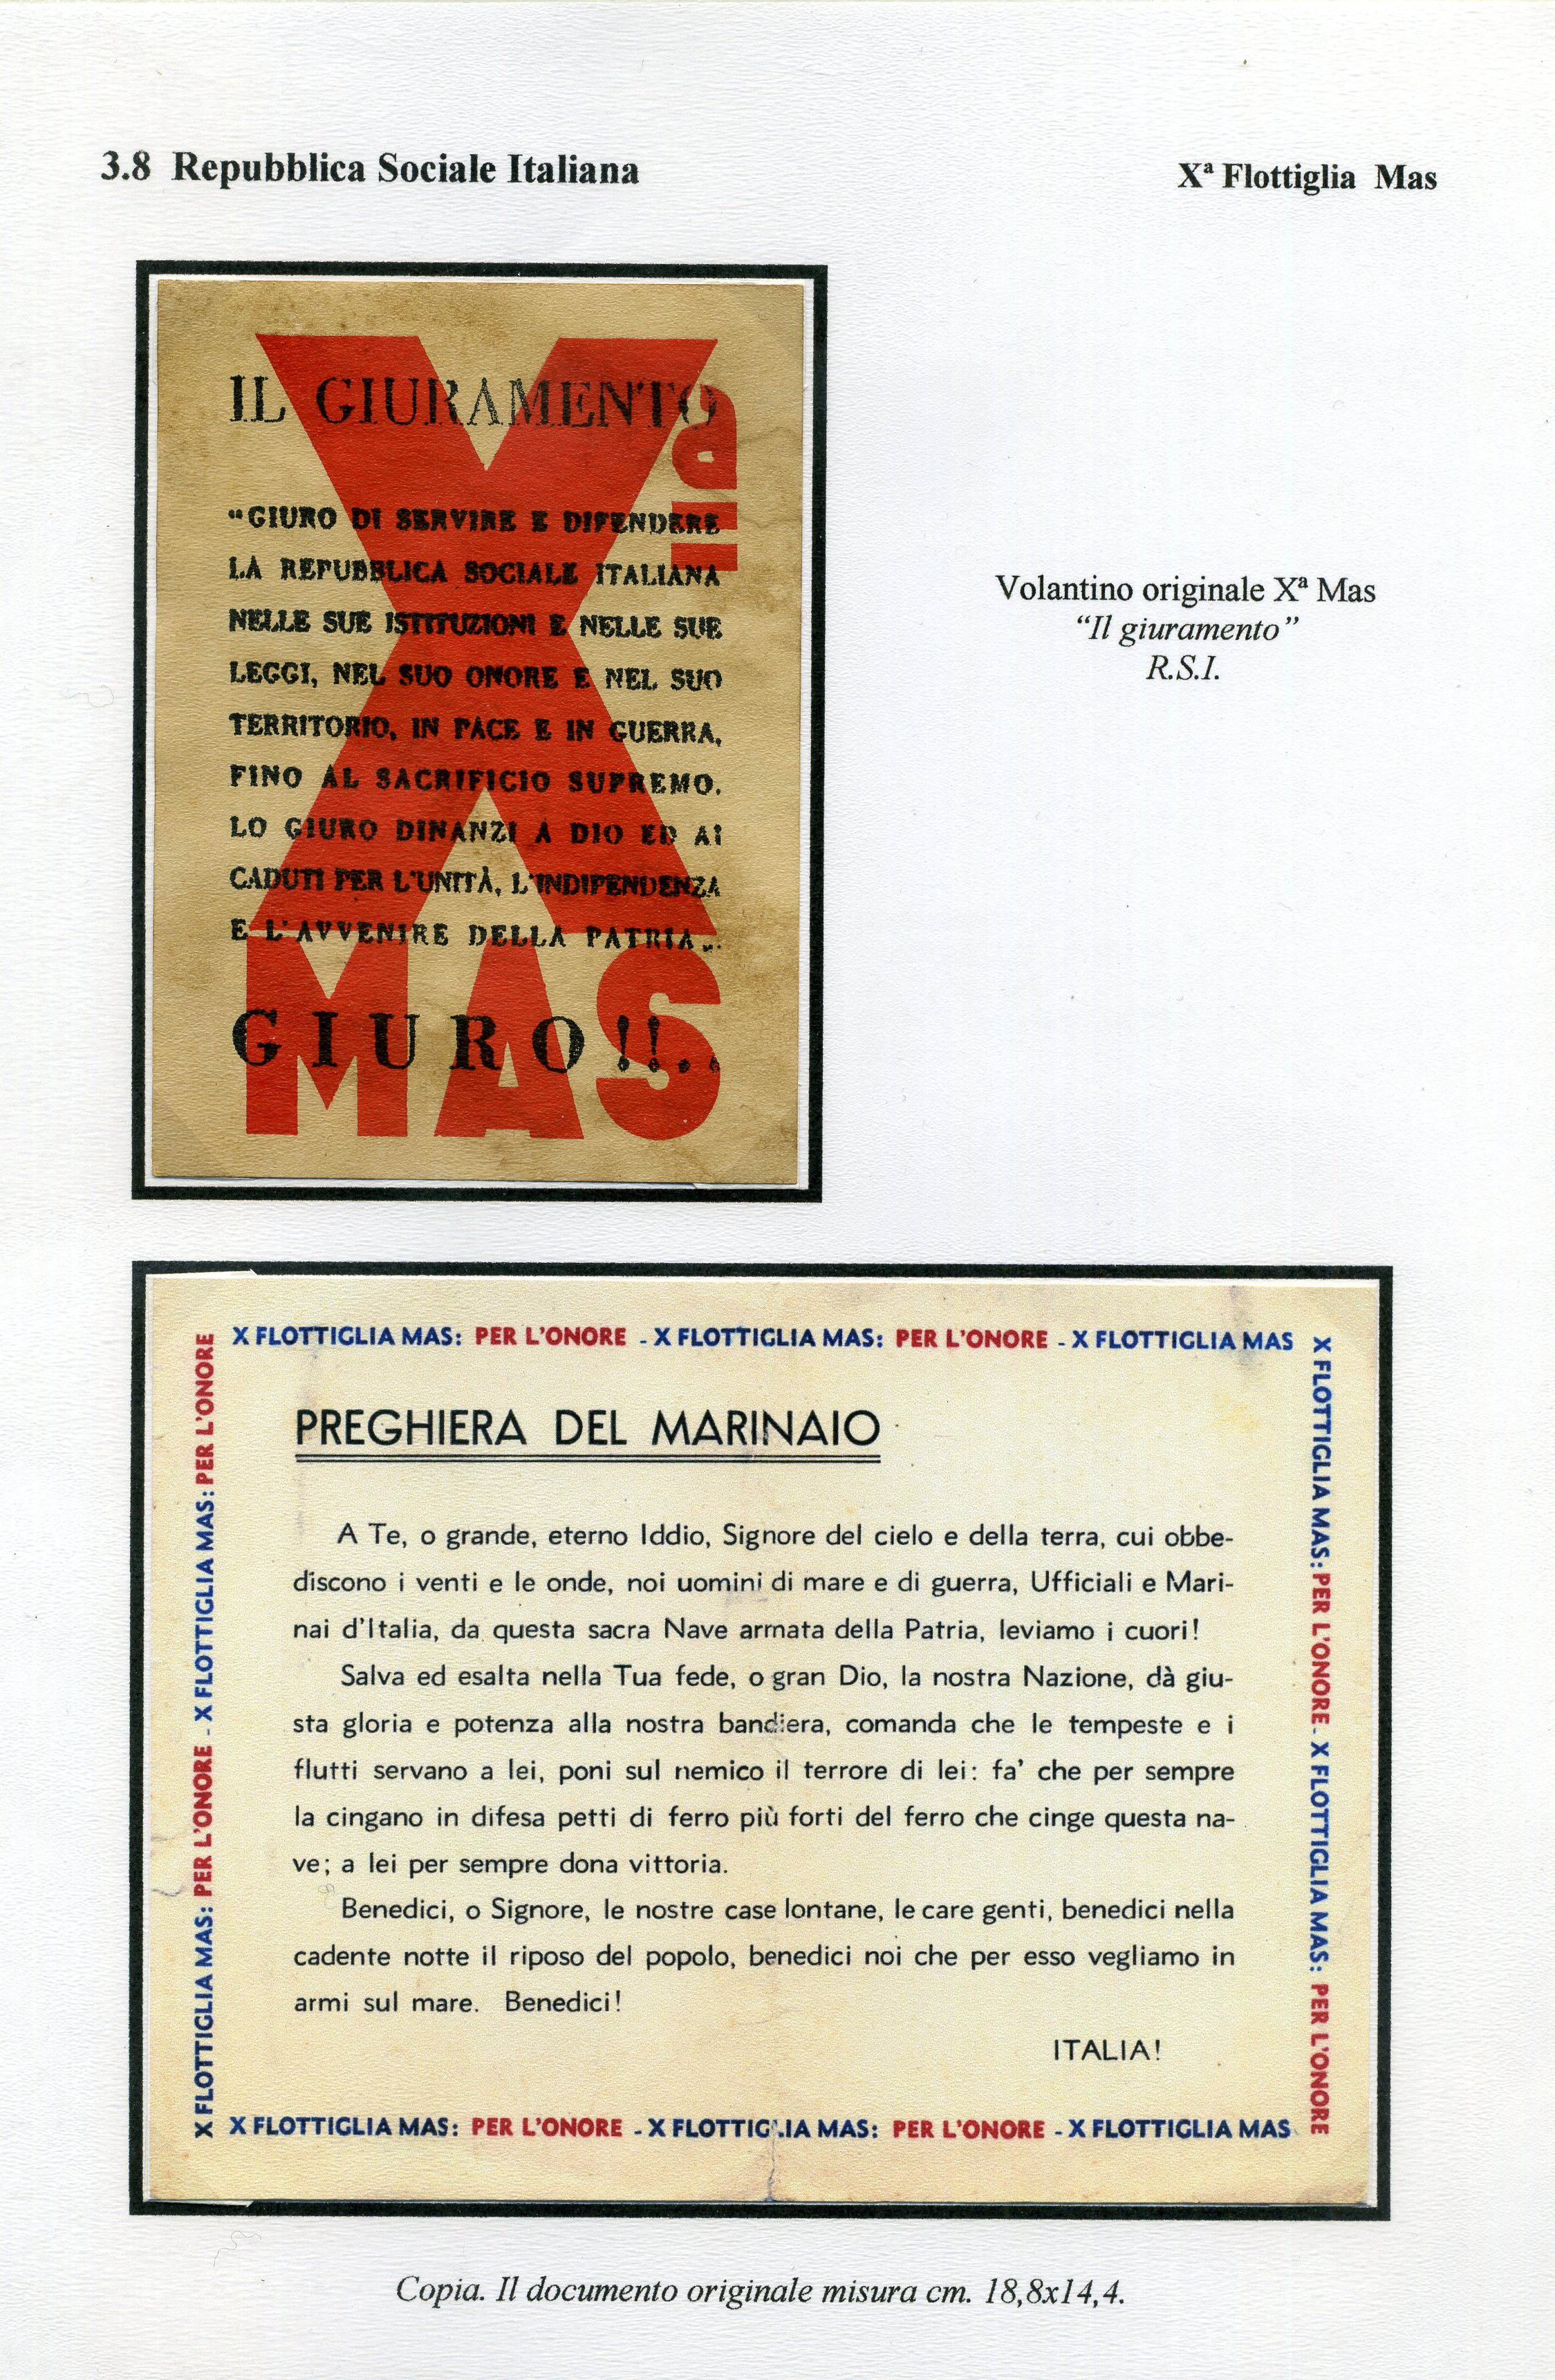 3.8 Repubblica Sociale Italiana
Xª Flottiglia Mas
IL GIURAMENTO
"GIURO DI SERVIRE E DIFENDERE
LA REPUBBLICA SOCIALE ITALIANA
NELLE SUE ISTITUZIONI E NELLE SUE
LEGGI, NEL SUO ONORE E NEL SUO
TERRITORIO, IN PACE E IN GUERRA,
FINO AL SACRIFICIO SUPREMO.
LO GIURO DINANZI A DIO ED AI
CADUTI PER L'UNITÀ, L'INDIPENDENZA
E L'AVVENIRE DELLA PATRIA„.
GIURO!!..
X
MAS
Volantino originale Xª Mas
"Il giuramento"
R.S.I.
X FLOTTIGLIA MAS: PER L'ONORE - X FLOTTIGLIA MAS: PER L'ONORE - X FLOTTIGLIA MAS
X FLOTTIGLIA MAS: PER L'ONORE - X FLOTTIGLIA MAS: PER L'ONORE
X FLOTTIGLIA MAS: PER L'ONORE - X FLOTTIGLIA MAS: PER L'ONORE
PREGHIERA DEL MARINAIO
A Te, o grande, eterno Iddio, Signore del cielo e della terra, cui obbe-
discono i venti e le onde, noi uomini di mare e di guerra, Ufficiali e Mari-
nai d'Italia, da questa sacra Nave armata della Patria, leviamo i cuori!
Salva ed esalta nella Tua fede, o gran Dio, la nostra Nazione, dà giu-
sta gloria e potenza alla nostra bandiera, comanda che le tempeste e i
flutti servano a lei, poni sul nemico il terrore di lei: fa' che per sempre
la cingano in difesa petti di ferro più forti del ferro che cinge questa na-
ve; a lei per sempre dona vittoria.
Benedici, o Signore, le nostre case lontane, le care genti, benedici nella
cadente notte il riposo del popolo, benedici noi che per esso vegliamo in
armi sul mare. Benedici!
ITALIA!
X FLOTTIGLIA MAS: PER L'ONORE - X FLOTTIGLIA MAS: PER L'ONORE - X FLOTTIGLIA MAS
Copia. Il documento originale misura cm. 18,8x14,4.